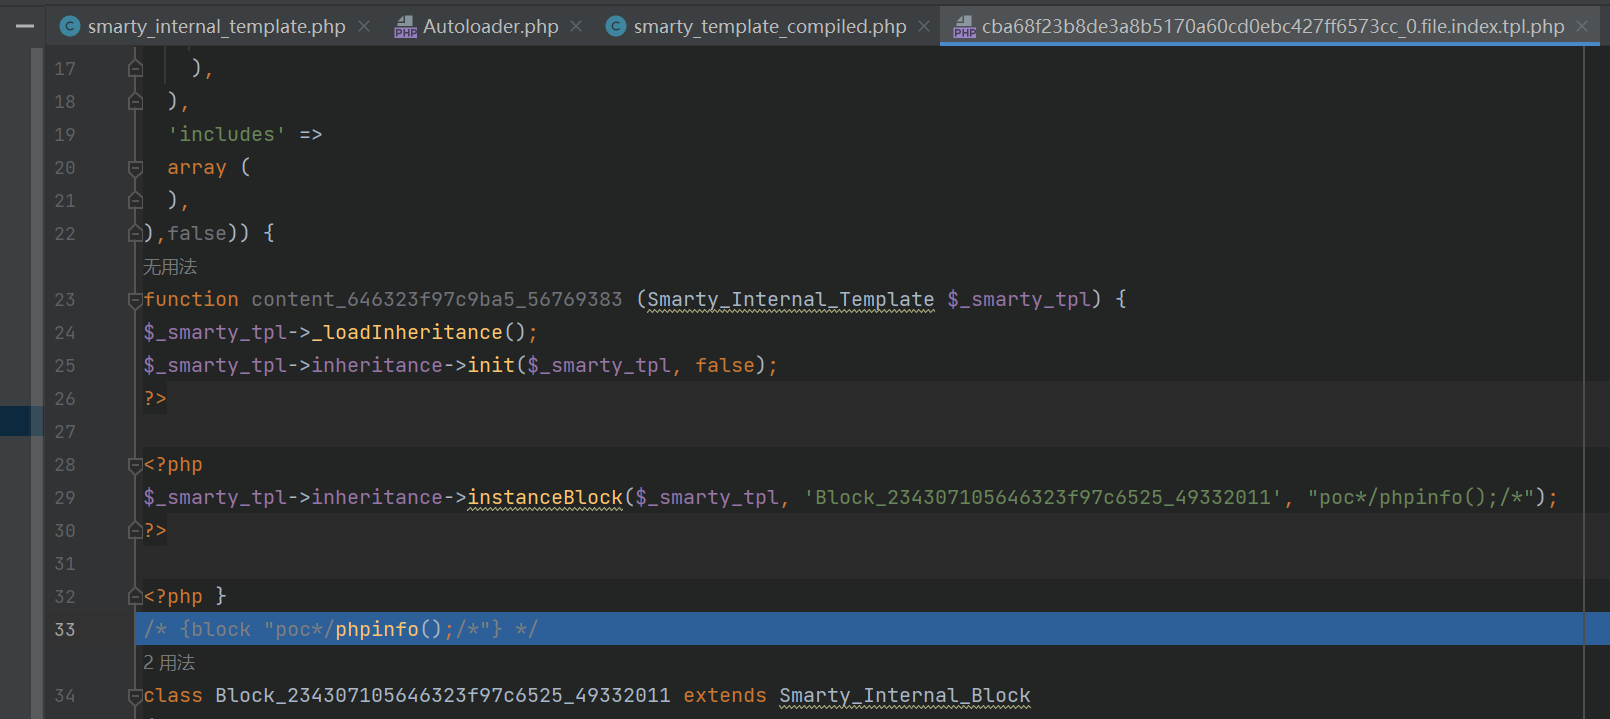 smarty_internal_template.php Autoloader.php smarty_template_compiled.php cba68f23b8de3a8b5170a60cd0ebc427ff6573cc_0.file.index.tpl.php
17 ),
18 ),
19 'includes' =>
20 array (
21 ),
22 ),false)) {
无用法
23 function content_646323f97c9ba5_56769383 (Smarty_Internal_Template $_smarty_tpl) {
24 $_smarty_tpl->_loadInheritance();
25 $_smarty_tpl->inheritance->init($_smarty_tpl, false);
26 ?>
27
28 <?php
29 $_smarty_tpl->inheritance->instanceBlock($_smarty_tpl, 'Block_234307105646323f97c6525_49332011', "poc*/phpinfo();/*");
30 ?>
31
32 <?php }
33 /* {block "poc*/phpinfo();/*"} */
2 用法
34 class Block_234307105646323f97c6525_49332011 extends Smarty_Internal_Block